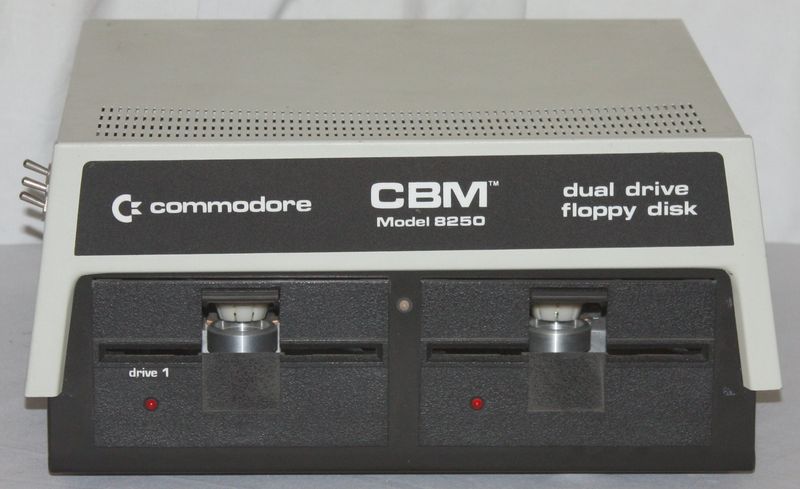 commodore
CBM™
Model 8250
dual drive
floppy disk
drive 1